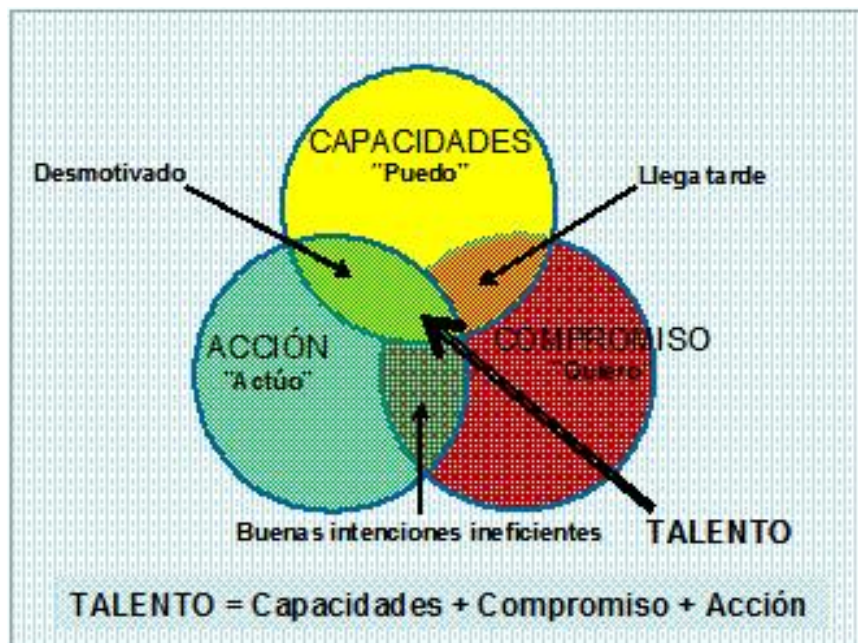 CAPACIDADES
"Puedo"
Desmotivado
Llega tarde
ACCIÓN
"Actúo"
COMPROMISO
"Quiero
Buenas intenciones ineficientes
TALENTO
TALENTO = Capacidades + Compromiso + Acción